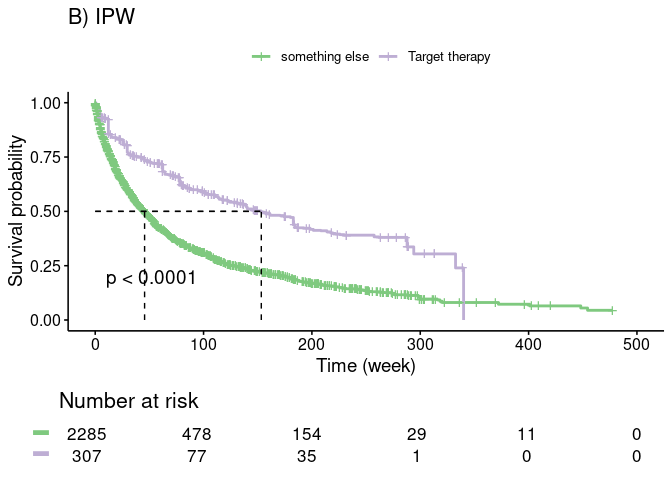 B) IPW
something else Target therapy
Survival probability
1.00
0.75
0.50
0.25
0.00
p < 0.0001
0 100 200 300 400 500
Time (week)
Number at risk
2285 478 154 29 11 0
307 77 35 1 0 0